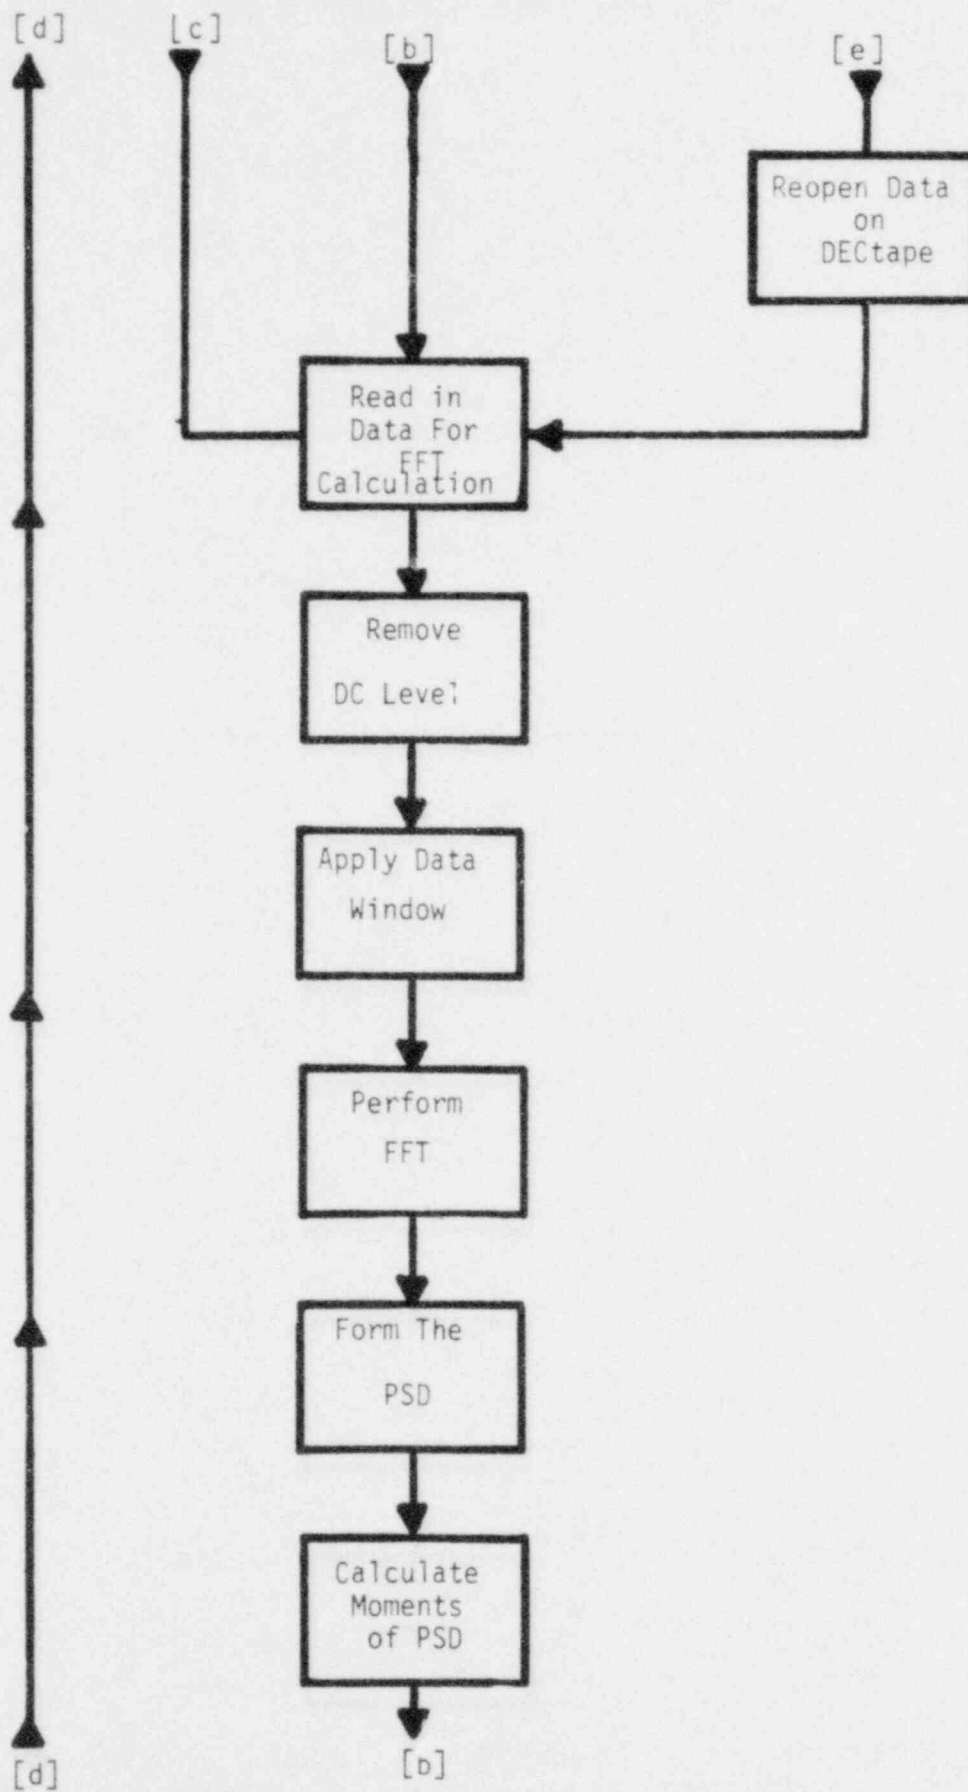 [d]
[c]
[b]
[e]
Reopen Data
on
DECtape
Read in
Data For
FFT
Calculation
Remove
DC Level
Apply Data
Window
Perform
FFT
Form The
PSD
Calculate
Moments
of PSD
[b]
[d]